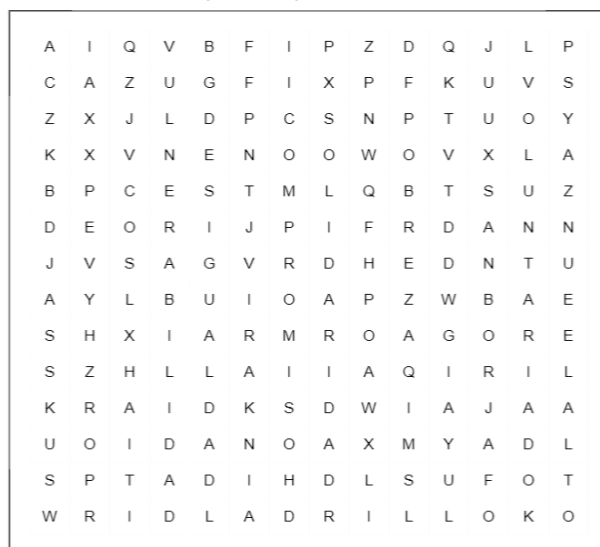 A I Q V B F I P Z D Q J L P
C A Z U G F I X P F K U V S
Z X J L D P C S N P T U O Y
K X V N E N O O W O V X L A
B P C E S T M L Q B T S U Z
D E O R I J P I F R D A N N
J V S A G V R D H E D N T U
A Y L B U I O A P Z W B A E
S H X I A R M R O A G O R E
S Z H L L A I I A Q I R I L
K R A I D K S D W I A J A A
U O I D A N O A X M Y A D L
S P T A D I H D L S U F O T
W R I D L A D R I L L O K O